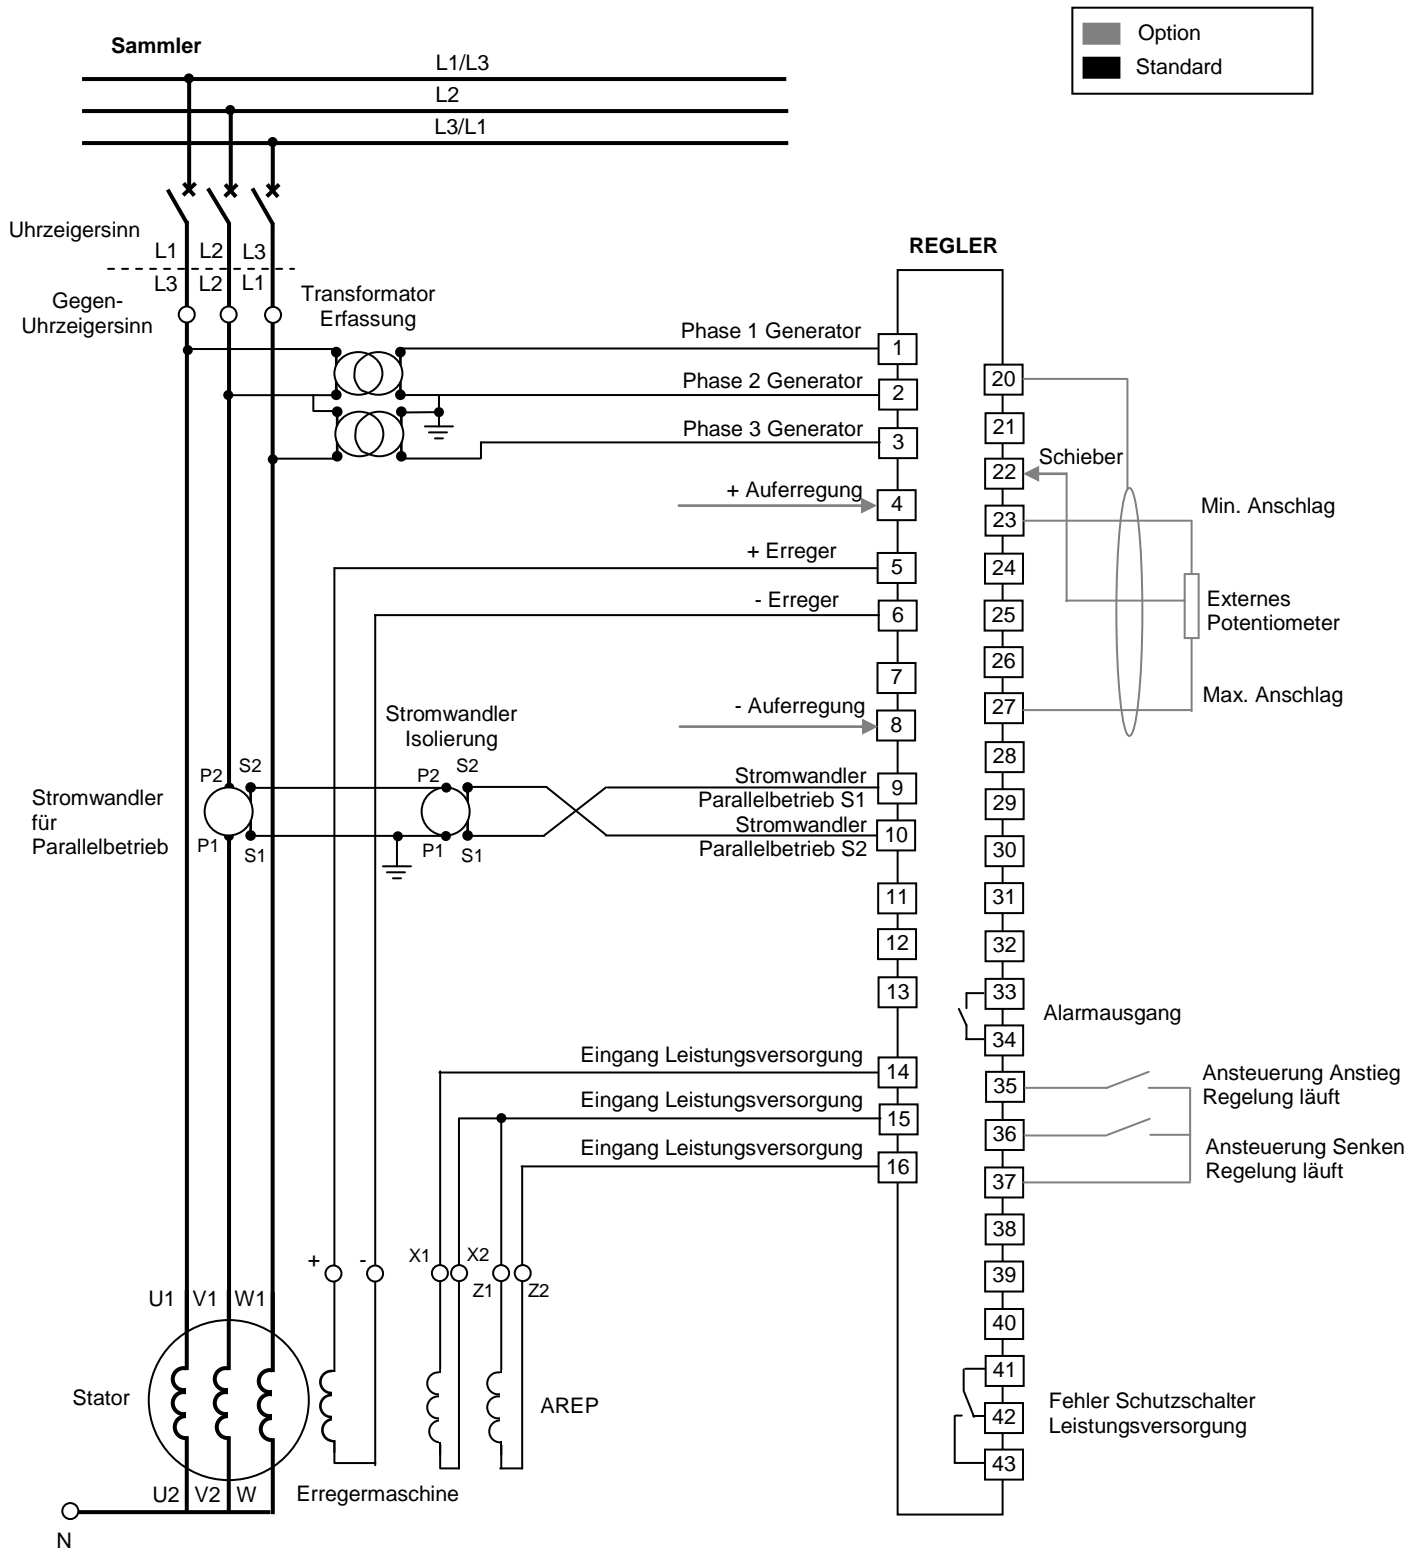 Option
Standard
Sammler
L1/L3
L2
L3/L1
Uhrzeigersinn
L1 L2 L3
L3 L2 L1
Gegen-
Uhrzeigersinn
Transformator
Erfassung
REGLER
Phase 1 Generator
1
Phase 2 Generator
2
Phase 3 Generator
3
+ Auferregung
4
+ Erreger
5
- Erreger
6
7
- Auferregung
8
Stromwandler
Isolierung
Stromwandler
für
Parallelbetrieb
P2 S2
P1 S1
P2 S2
P1 S1
Stromwandler
Parallelbetrieb S1
9
Stromwandler
Parallelbetrieb S2
10
11
12
13
Eingang Leistungsversorgung
14
Eingang Leistungsversorgung
15
Eingang Leistungsversorgung
16
20
21
Schieber
22
23
Min. Anschlag
24
25
Externes
Potentiometer
26
27
Max. Anschlag
28
29
30
31
32
33
Alarmausgang
34
35
Ansteuerung Anstieg
Regelung läuft
36
Ansteuerung Senken
Regelung läuft
37
38
39
40
41
42
Fehler Schutzschalter
Leistungsversorgung
43
+ - X1 X2
Z1 Z2
U1 V1 W1
Stator
AREP
U2 V2 W
Erregermaschine
N